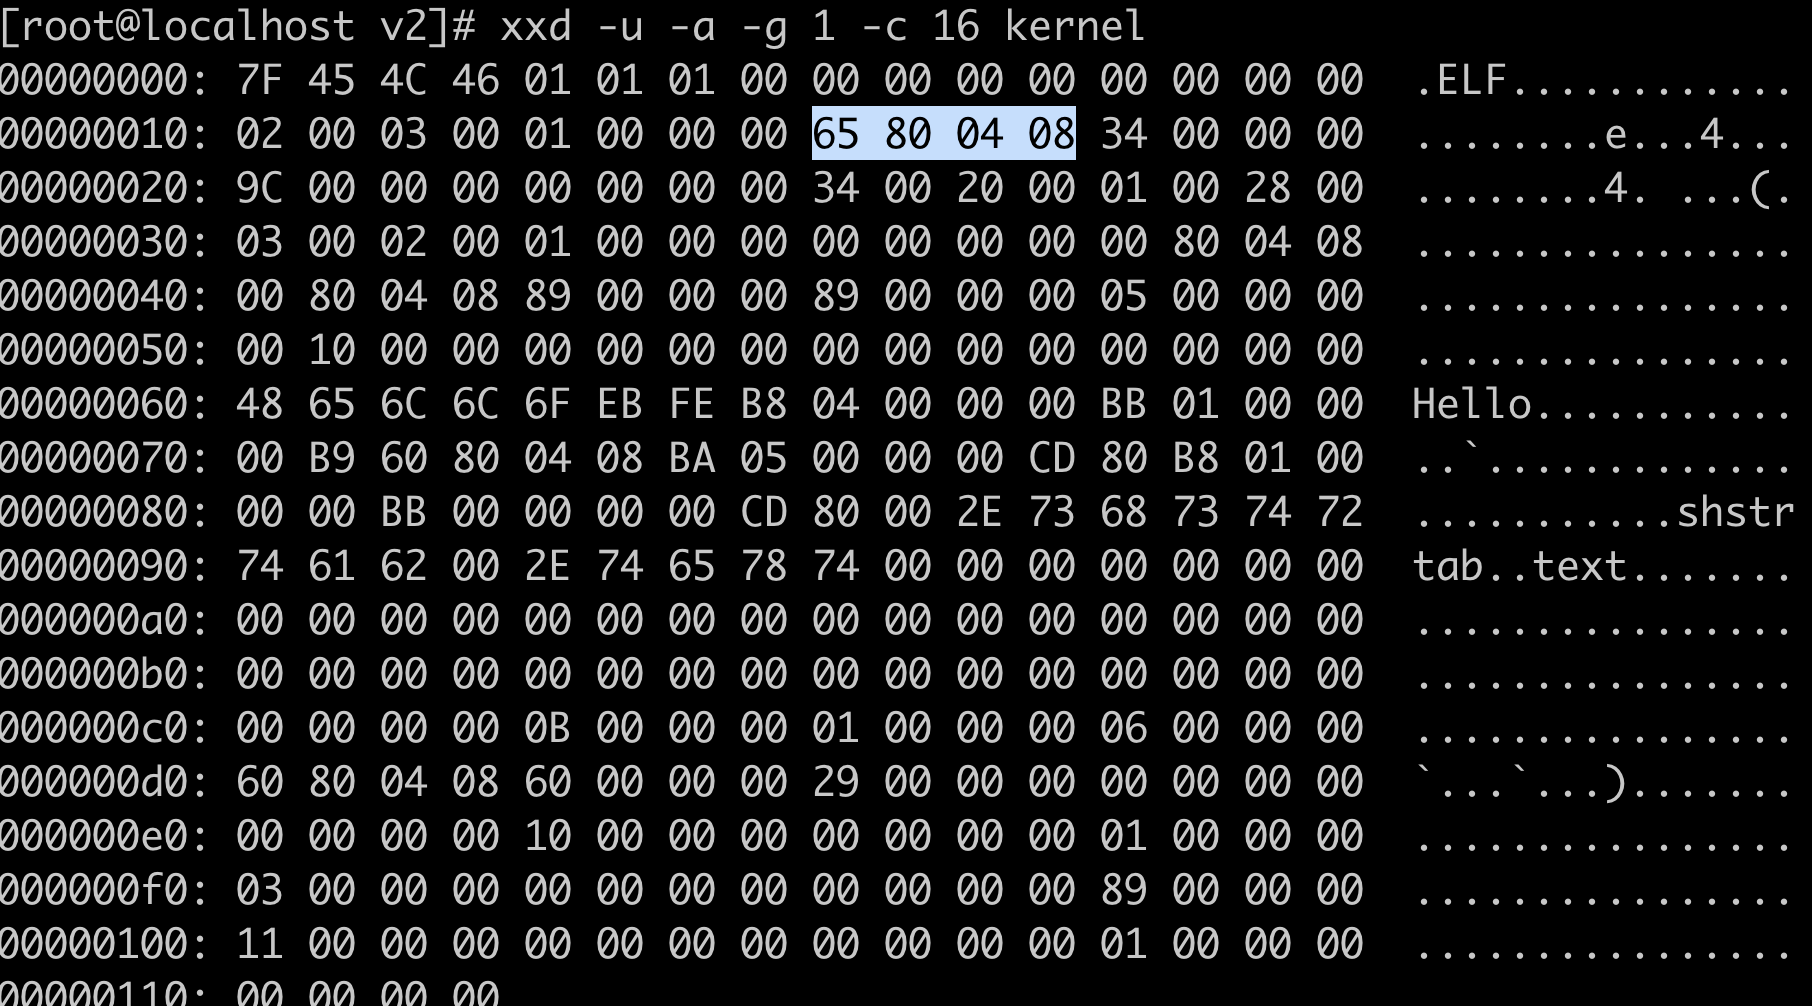 [root@localhost v2]# xxd -u -a -g 1 -c 16 kernel
00000000: 7F 45 4C 46 01 01 01 00 00 00 00 00 00 00 00 00  .ELF............
00000010: 02 00 03 00 01 00 00 00 65 80 04 08 34 00 00 00  ........e...4...
00000020: 9C 00 00 00 00 00 00 00 34 00 20 00 01 00 28 00  ........4. ...(.
00000030: 03 00 02 00 01 00 00 00 00 00 00 00 00 80 04 08  ................
00000040: 00 80 04 08 89 00 00 00 89 00 00 00 05 00 00 00  ................
00000050: 00 10 00 00 00 00 00 00 00 00 00 00 00 00 00 00  ................
00000060: 48 65 6C 6C 6F EB FE B8 04 00 00 00 BB 01 00 00  Hello...........
00000070: 00 B9 60 80 04 08 BA 05 00 00 00 CD 80 B8 01 00  ..`.............
00000080: 00 00 BB 00 00 00 00 CD 80 00 2E 73 68 73 74 72  ...........shstr
00000090: 74 61 62 00 2E 74 65 78 74 00 00 00 00 00 00 00  tab..text.......
000000a0: 00 00 00 00 00 00 00 00 00 00 00 00 00 00 00 00  ................
000000b0: 00 00 00 00 00 00 00 00 00 00 00 00 00 00 00 00  ................
000000c0: 00 00 00 00 0B 00 00 00 01 00 00 00 06 00 00 00  ................
000000d0: 60 80 04 08 60 00 00 00 29 00 00 00 00 00 00 00  `...`...).......
000000e0: 00 00 00 00 10 00 00 00 00 00 00 00 01 00 00 00  ................
000000f0: 03 00 00 00 00 00 00 00 00 00 00 00 89 00 00 00  ................
00000100: 11 00 00 00 00 00 00 00 00 00 00 00 01 00 00 00  ................
00000110: 00 00 00 00